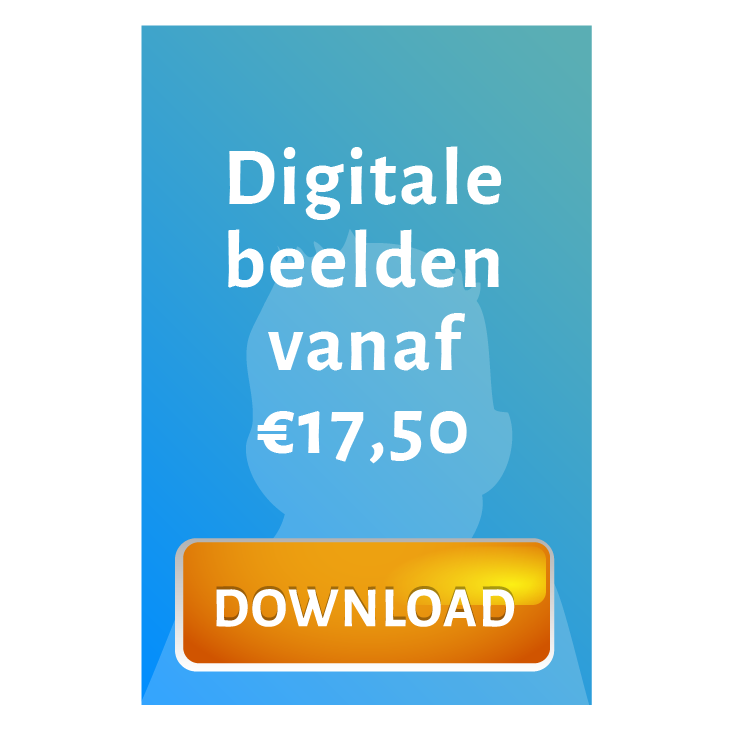 Digitale
beelden
vanaf
€17,50
DOWNLOAD